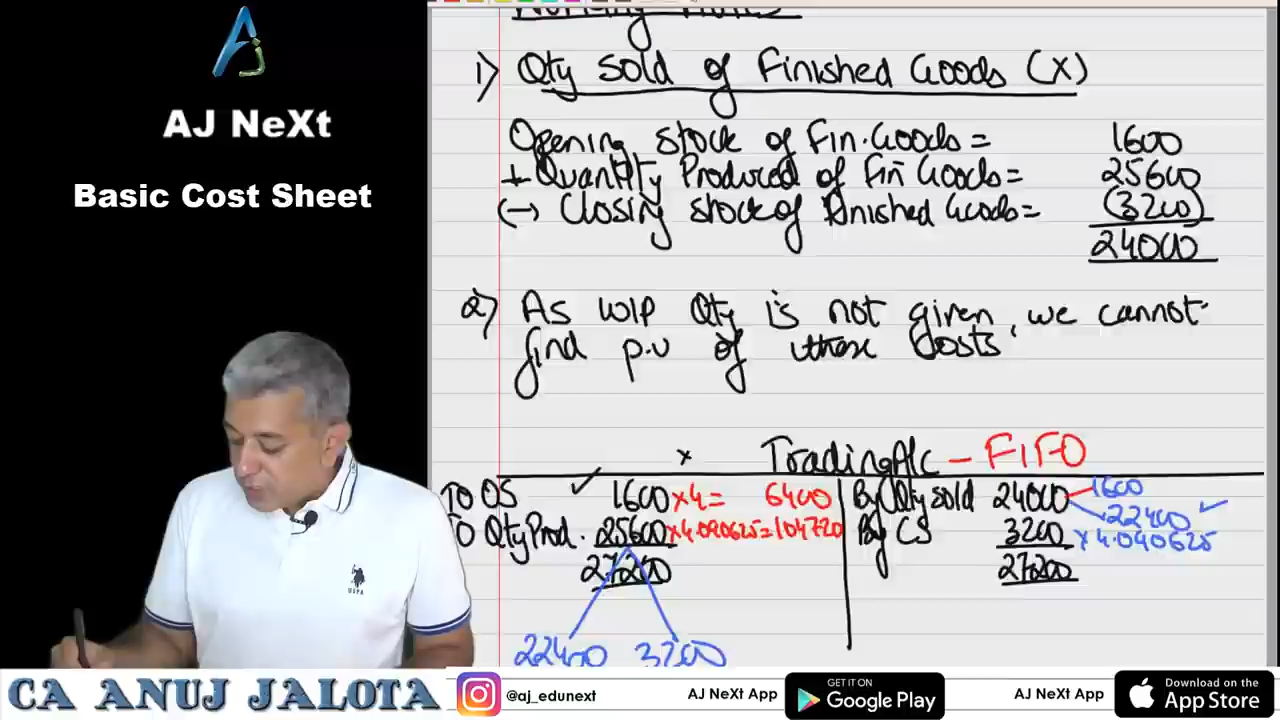 Aj
AJ NeXt
Basic Cost Sheet
1) Qty sold of Finished Goods (X)
Opening stock of Fin. Goods = 1600
+ Quantity Produced of Fin Goods = 25600
(-) Closing stock of Finished Goods = (3200)
24000
2) As WIP Qty is not given, we cannot
find p.u of these Costs
x Trading A/c - FIFO
To OS ✓ 1600 x 4 = 6400 By Qty sold 24000 1600
22400 ✓
To Qty Prod. 25600 x 4.090625 = 104720 By CS 3200 x 4.040625
27200 27200
22400 3200
U.S.P.A.
CA ANUJ JALOTA @aj_edunext AJ NeXt App GET IT ON Google Play AJ NeXt App Download on the App Store